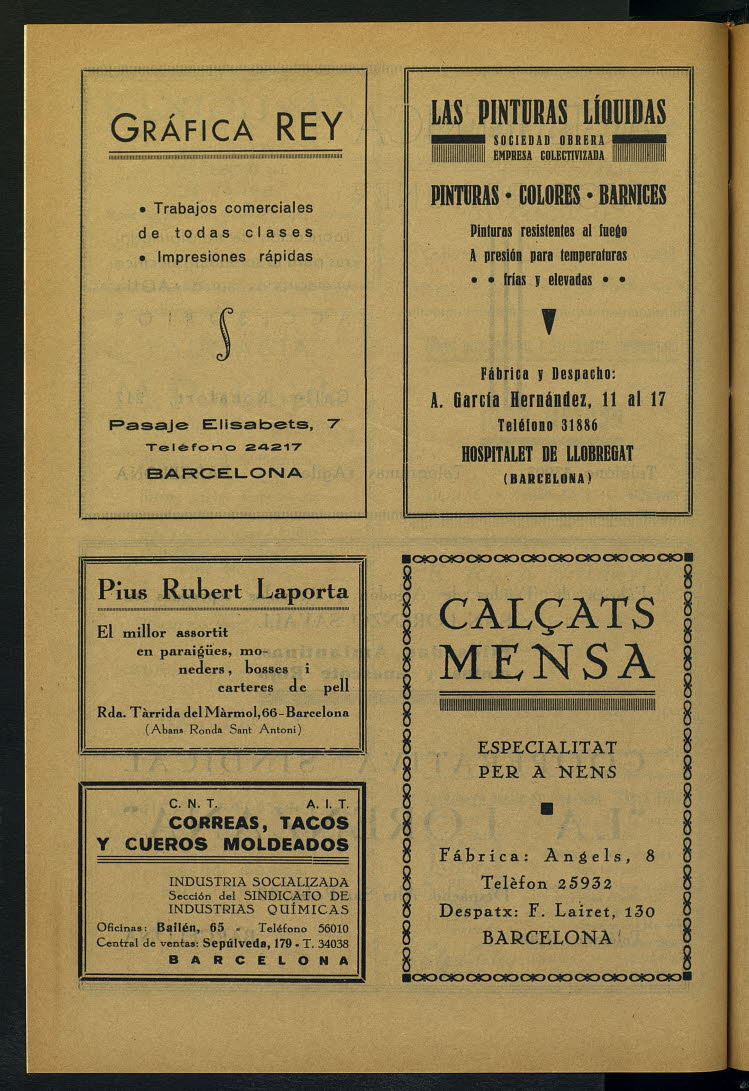 GRÁFICA REY
• Trabajos comerciales
de todas clases
• Impresiones rápidas
Pasaje Elisabets, 7
Teléfono 24217
BARCELONA
LAS PINTURAS LÍQUIDAS
SOCIEDAD OBRERA
EMPRESA COLECTIVIZADA
PINTURAS • COLORES • BARNICES
Pinturas resistentes al fuego
A presión para temperaturas
• • frías y elevadas • •
Fábrica y Despacho:
A. García Hernández, 11 al 17
Teléfono 31886
HOSPITALET DE LLOBREGAT
(BARCELONA)
Pius Rubert Laporta
El millor assortit
en paraigües, mo-
neders, bosses i
carteres de pell
Rda. Tàrrida del Màrmol, 66 - Barcelona
(Abans Ronda Sant Antoni)
C. N. T. A. I. T.
CORREAS, TACOS
Y CUEROS MOLDEADOS
INDUSTRIA SOCIALIZADA
Sección del SINDICATO DE
INDUSTRIAS QUÍMICAS
Oficinas: Bailén, 65 - Teléfono 56010
Central de ventas: Sepúlveda, 179 - T. 34038
BARCELONA
CALÇATS
MENSA
ESPECIALITAT
PER A NENS
Fábrica: Angels, 8
Telèfon 25932
Despatx: F. Lairet, 130
BARCELONA